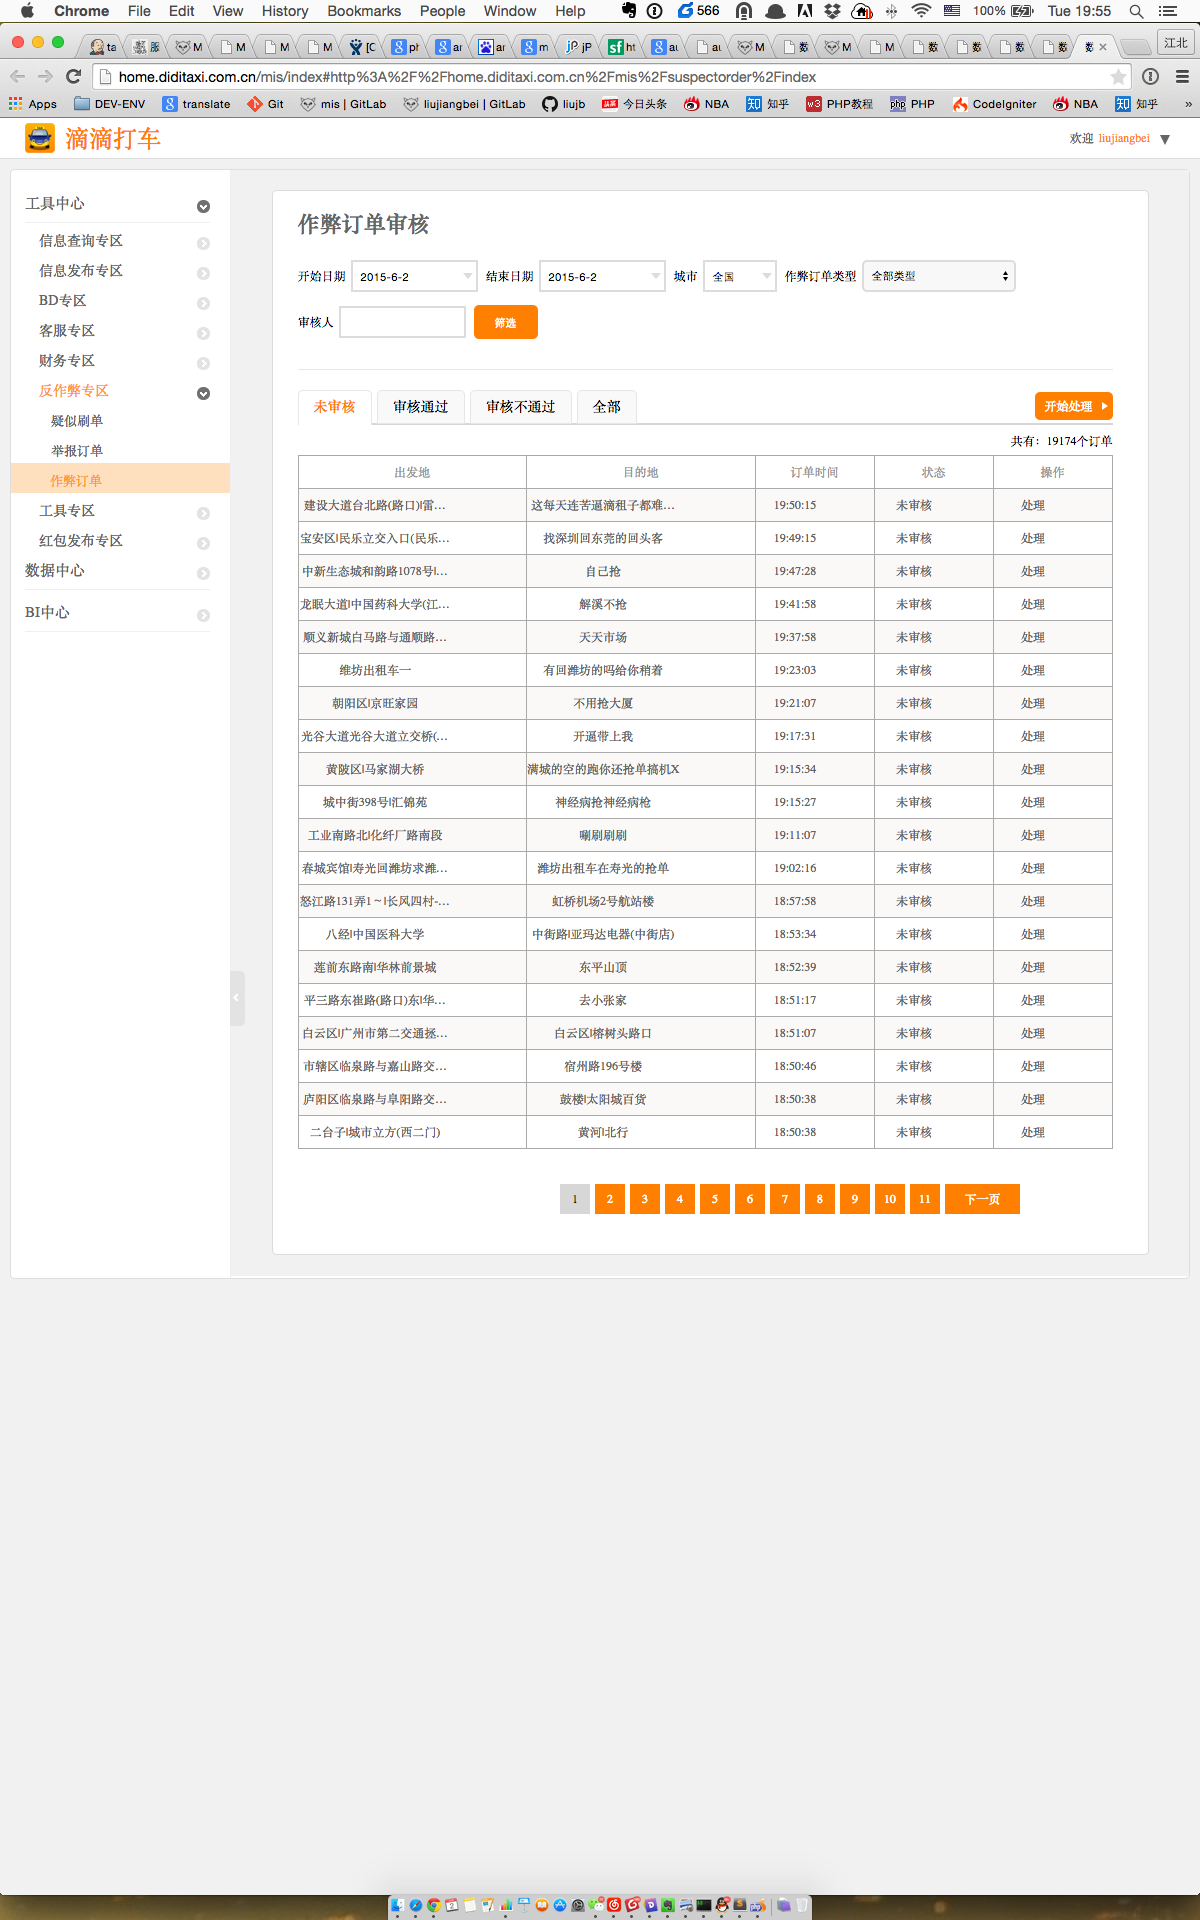 Chrome File Edit View History Bookmarks People Window Help 566 100% Tue 19:55
ta 服 M M M M [C ph aı aı m jP ht aı aı M 数 M M 数 数 数 数 数 江北
home.diditaxi.com.cn/mis/index#http%3A%2F%2Fhome.diditaxi.com.cn%2Fmis%2Fsuspectorder%2Findex
Apps DEV-ENV translate Git mis | GitLab liujiangbei | GitLab liujb 今日头条 NBA 知乎 PHP教程 PHP CodeIgniter NBA 知乎 »
滴滴打车
欢迎 liujiangbei
工具中心
信息查询专区
信息发布专区
BD专区
客服专区
财务专区
反作弊专区
疑似刷单
举报订单
作弊订单
工具专区
红包发布专区
数据中心
BI中心
作弊订单审核
开始日期 2015-6-2 结束日期 2015-6-2 城市 全国 作弊订单类型 全部类型
审核人 筛选
未审核 审核通过 审核不通过 全部 开始处理
共有：19174个订单
出发地 目的地 订单时间 状态 操作
建设大道台北路(路口)|雷... 这每天连苦逼滴租子都难... 19:50:15 未审核 处理
宝安区|民乐立交入口(民乐... 找深圳回东莞的回头客 19:49:15 未审核 处理
中新生态城和韵路1078号|... 自己抢 19:47:28 未审核 处理
龙眠大道|中国药科大学(江... 解溪不抢 19:41:58 未审核 处理
顺义新城白马路与通顺路... 天天市场 19:37:58 未审核 处理
维坊出租车一 有回潍坊的吗给你稍着 19:23:03 未审核 处理
朝阳区|京旺家园 不用抢大厦 19:21:07 未审核 处理
光谷大道光谷大道立交桥(... 开逼带上我 19:17:31 未审核 处理
黄陂区|马家湖大桥 满城的空的跑你还抢单搞机X 19:15:34 未审核 处理
城中街398号|汇锦苑 神经病抢神经病枪 19:15:27 未审核 处理
工业南路北|化纤厂路南段 唰刷刷刷 19:11:07 未审核 处理
春城宾馆|寿光回潍坊求潍... 潍坊出租车在寿光的抢单 19:02:16 未审核 处理
怒江路131弄1～|长风四村-... 虹桥机场2号航站楼 18:57:58 未审核 处理
八经|中国医科大学 中街路|亚玛达电器(中街店) 18:53:34 未审核 处理
莲前东路南|华林前景城 东平山顶 18:52:39 未审核 处理
平三路东崔路(路口)东|华... 去小张家 18:51:17 未审核 处理
白云区|广州市第二交通拯... 白云区|榕树头路口 18:51:07 未审核 处理
市辖区临泉路与嘉山路交... 宿州路196号楼 18:50:46 未审核 处理
庐阳区临泉路与阜阳路交... 鼓楼|太阳城百货 18:50:38 未审核 处理
二台子|城市立方(西二门) 黄河|北行 18:50:38 未审核 处理
1 2 3 4 5 6 7 8 9 10 11 下一页